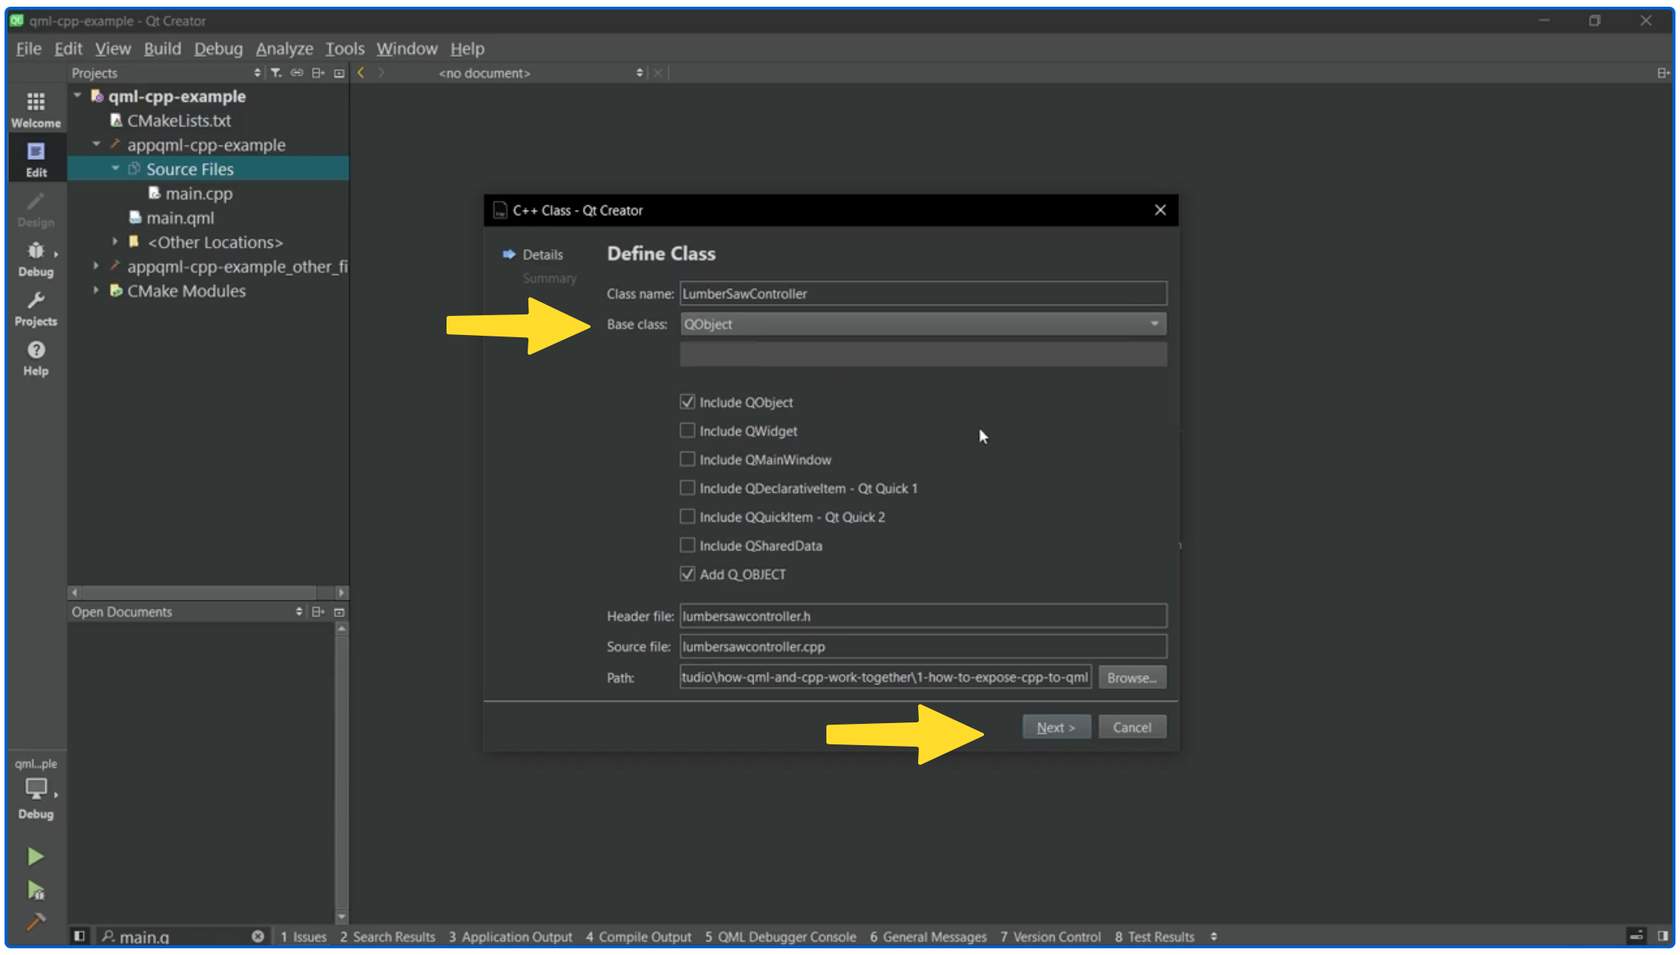 qml-cpp-example - Qt Creator
File Edit View Build Debug Analyze Tools Window Help
Projects
<no document>
qml-cpp-example
CMakeLists.txt
appqml-cpp-example
Source Files
main.cpp
main.qml
<Other Locations>
appqml-cpp-example_other_fi
CMake Modules
Welcome
Edit
Design
Debug
Projects
Help
C++ Class - Qt Creator
Details
Summary
Define Class
Class name: LumberSawController
Base class: QObject
Include QObject
Include QWidget
Include QMainWindow
Include QDeclarativeItem - Qt Quick 1
Include QQuickItem - Qt Quick 2
Include QSharedData
Add Q_OBJECT
Header file: lumbersawcontroller.h
Source file: lumbersawcontroller.cpp
Path: tudio\how-qml-and-cpp-work-together\1-how-to-expose-cpp-to-qml Browse...
Next > Cancel
Open Documents
qml...ple
Debug
main.q
1 Issues 2 Search Results 3 Application Output 4 Compile Output 5 QML Debugger Console 6 General Messages 7 Version Control 8 Test Results